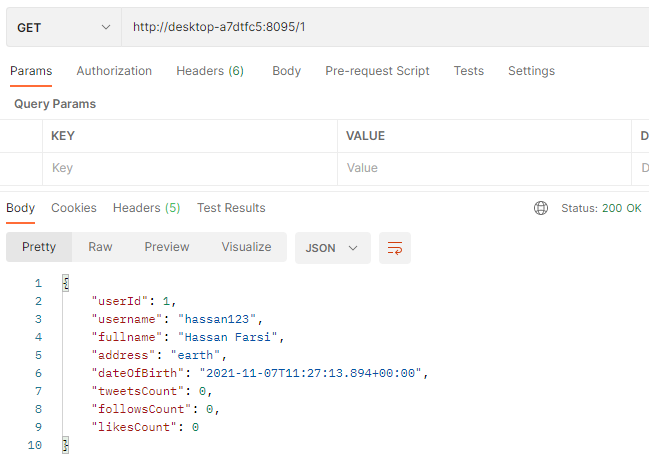 GET http://desktop-a7dtfc5:8095/1
Params Authorization Headers (6) Body Pre-request Script Tests Settings
Query Params
KEY VALUE D
Key Value D
Body Cookies Headers (5) Test Results Status: 200 OK
Pretty Raw Preview Visualize JSON
1 {
2 "userId": 1,
3 "username": "hassan123",
4 "fullname": "Hassan Farsi",
5 "address": "earth",
6 "dateOfBirth": "2021-11-07T11:27:13.894+00:00",
7 "tweetsCount": 0,
8 "followsCount": 0,
9 "likesCount": 0
10 }